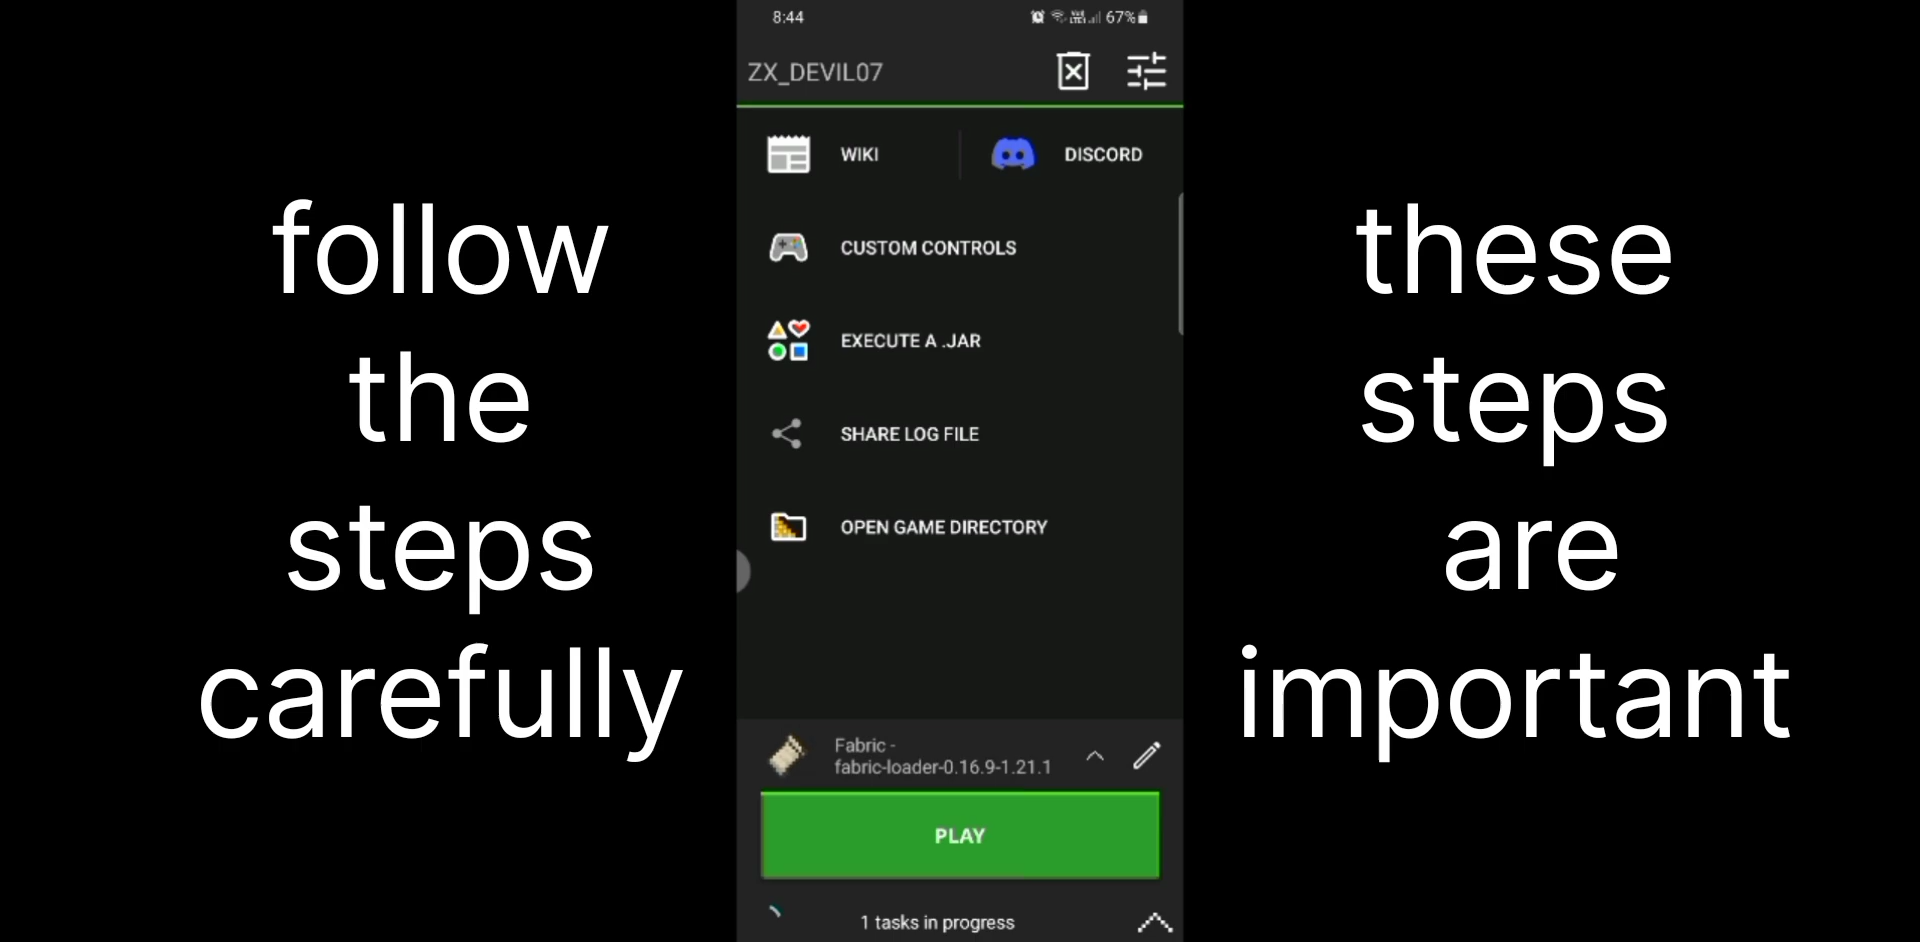 follow
the
steps
carefully
8:44
67%
ZX_DEVIL07
WIKI
DISCORD
CUSTOM CONTROLS
EXECUTE A .JAR
SHARE LOG FILE
OPEN GAME DIRECTORY
Fabric -
fabric-loader-0.16.9-1.21.1
PLAY
1 tasks in progress
these
steps
are
important